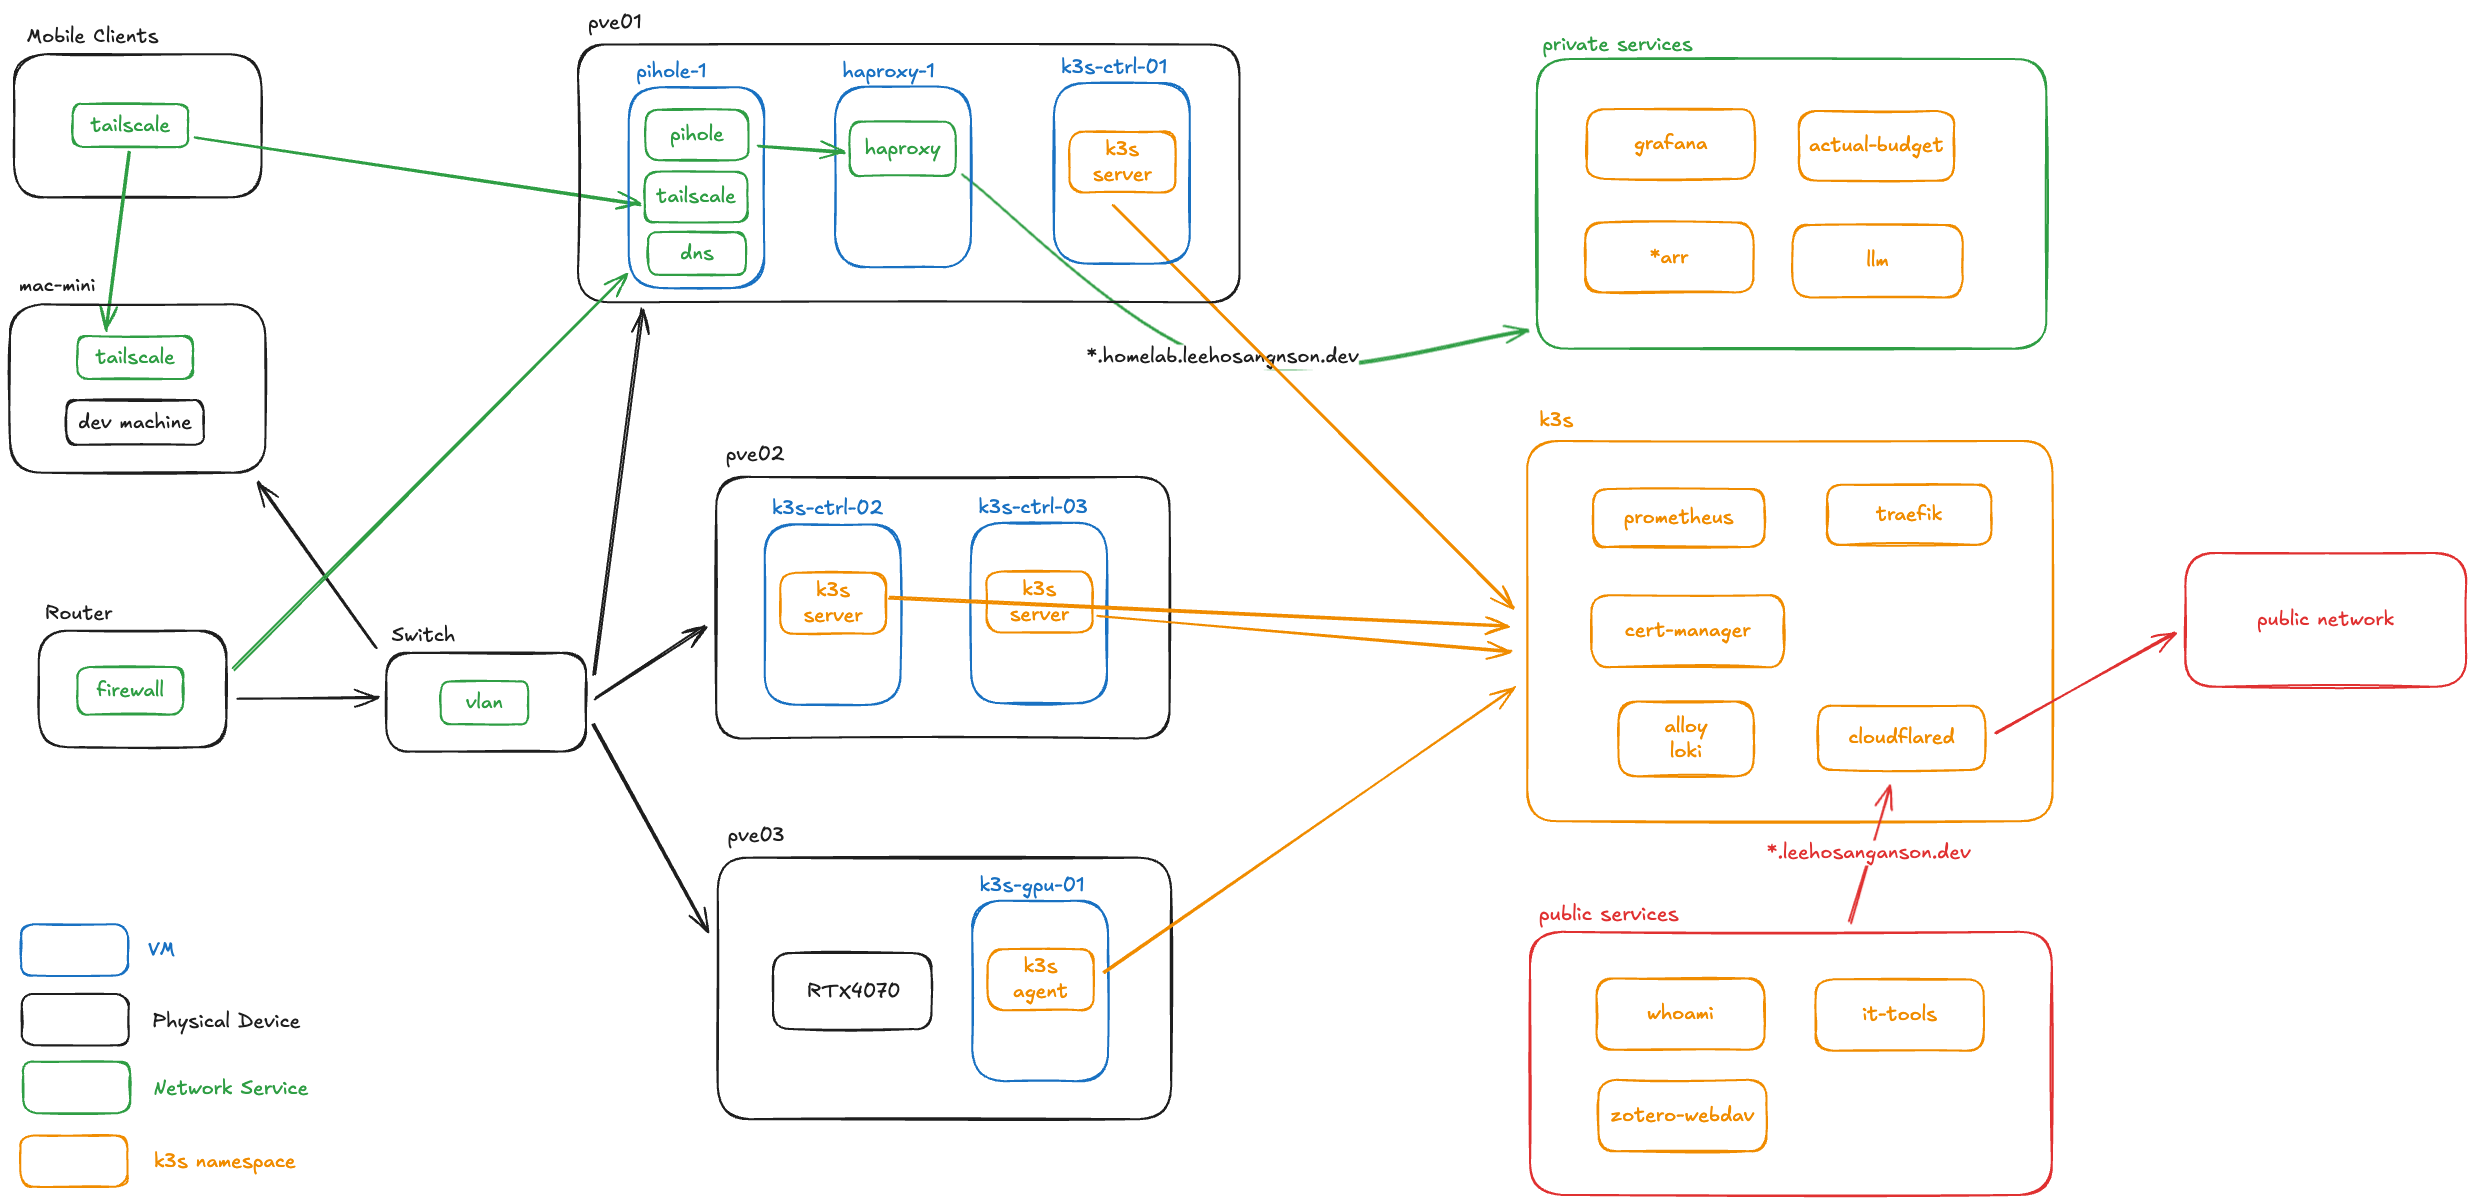 Mobile Clients
tailscale
mac-mini
tailscale
dev machine
Router
firewall
Switch
vlan
pve01
pihole-1
pihole
tailscale
dns
haproxy-1
haproxy
k3s-ctrl-01
k3s
server
*.homelab.leehosangnson.dev
pve02
k3s-ctrl-02
k3s
server
k3s-ctrl-03
k3s
server
pve03
RTX4070
k3s-gpu-01
k3s
agent
private services
grafana
actual-budget
*arr
llm
k3s
prometheus
traefik
cert-manager
alloy
loki
cloudflared
public network
*.leehosanganson.dev
public services
whoami
it-tools
zotero-webdav
VM
Physical Device
Network Service
k3s namespace